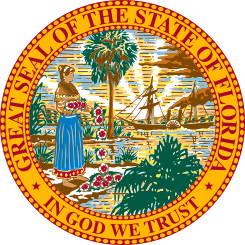 GREAT SEAL OF THE STATE OF FLORIDA
IN GOD WE TRUST